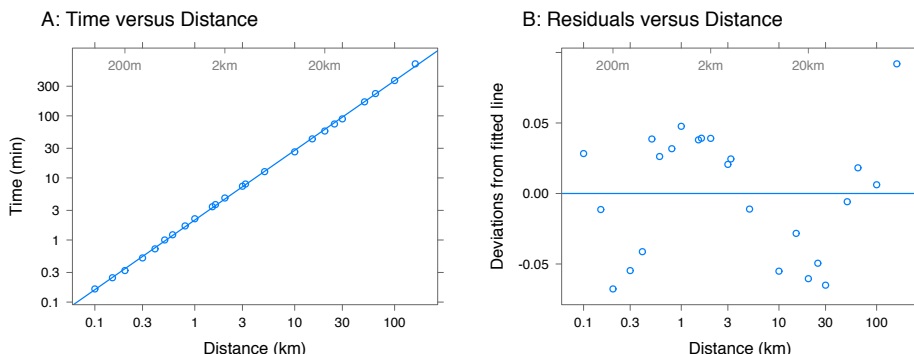 A: Time versus Distance
200m 2km 20km
300
100
30
10
3
1
0.3
0.1
Time (min)
0.1 0.3 1 3 10 30 100
Distance (km)
B: Residuals versus Distance
200m 2km 20km
0.05
0.00
-0.05
Deviations from fitted line
0.1 0.3 1 3 10 30 100
Distance (km)